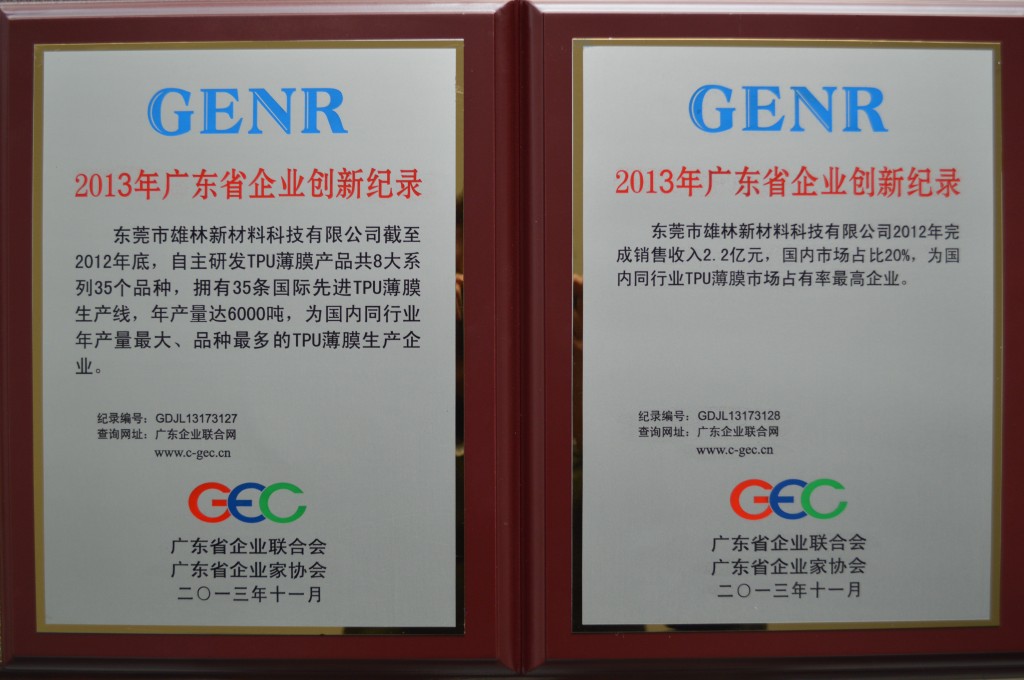 GENR
2013年广东省企业创新纪录
东莞市雄林新材料科技有限公司截至
2012年底，自主研发TPU薄膜产品共8大系
列35个品种，拥有35条国际先进TPU薄膜
生产线，年产量达6000吨，为国内同行业
年产量最大、品种最多的TPU薄膜生产企
业。
纪录编号：GDJL13173127
查询网址：广东企业联合网
www.c-gec.cn
GEC
广东省企业联合会
广东省企业家协会
二〇一三年十一月
GENR
2013年广东省企业创新纪录
东莞市雄林新材料科技有限公司2012年完
成销售收入2.2亿元，国内市场占比20%，为国
内同行业TPU薄膜市场占有率最高企业。
纪录编号：GDJL13173128
查询网址：广东企业联合网
www.c-gec.cn
GEC
广东省企业联合会
广东省企业家协会
二〇一三年十一月